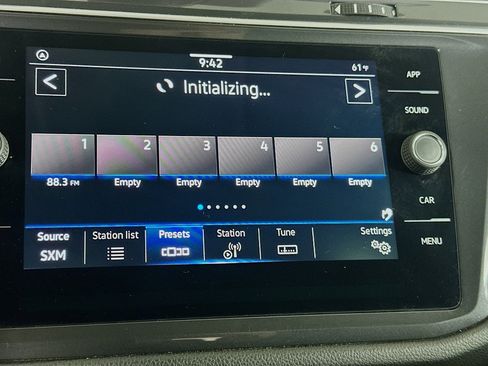 9:42
61 °F
APP
Initializing...
SOUND
1 2 3 4 5 6
88.3 FM Empty Empty Empty Empty Empty
CAR
Source Station list Presets Station Tune Settings
SXM
MENU